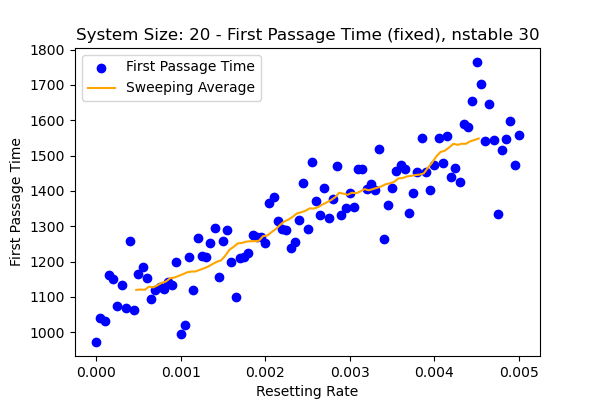 System Size: 20 - First Passage Time (fixed), nstable 30
First Passage Time
Sweeping Average
First Passage Time
1800
1700
1600
1500
1400
1300
1200
1100
1000
0.000 0.001 0.002 0.003 0.004 0.005
Resetting Rate